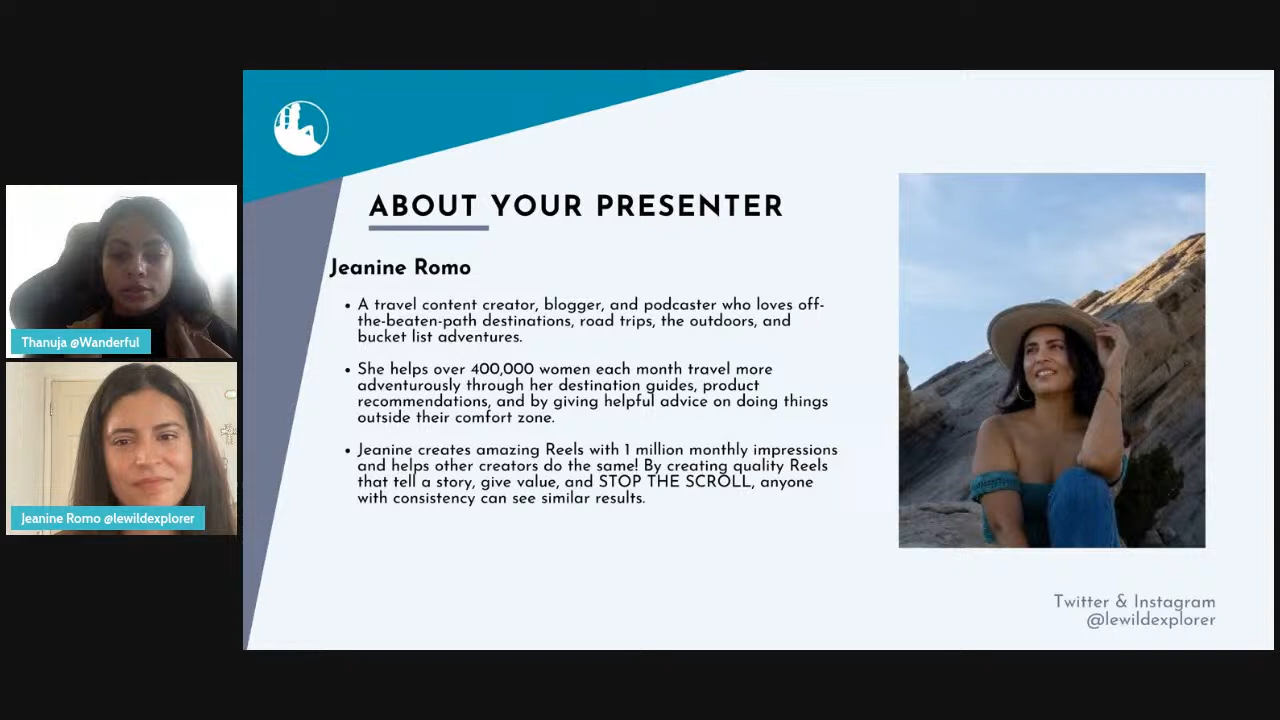 Thanuja @Wanderful
Jeanine Romo @lewildexplorer
ABOUT YOUR PRESENTER
Jeanine Romo
• A travel content creator, blogger, and podcaster who loves off-
the-beaten-path destinations, road trips, the outdoors, and
bucket list adventures.
• She helps over 400,000 women each month travel more
adventurously through her destination guides, product
recommendations, and by giving helpful advice on doing things
outside their comfort zone.
• Jeanine creates amazing Reels with 1 million monthly impressions
and helps other creators do the same! By creating quality Reels
that tell a story, give value, and STOP THE SCROLL, anyone
with consistency can see similar results.
Twitter & Instagram
@lewildexplorer